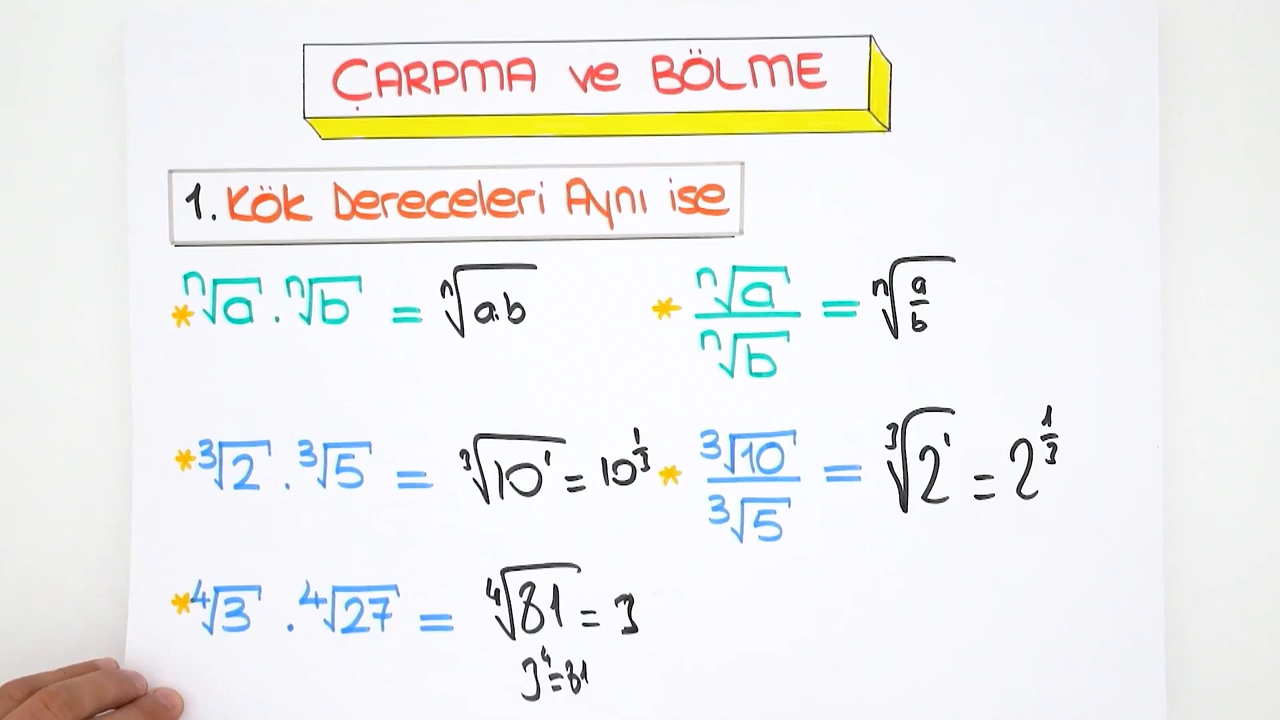 ÇARPMA ve BÖLME
1. Kök Dereceleri Aynı ise
* ⁿ√a . ⁿ√b = ⁿ√a.b
* ⁿ√a / ⁿ√b = ⁿ√(a/b)
* ³√2 . ³√5 = ³√10¹ = 10^(1/3)
* ³√10 / ³√5 = ³√2¹ = 2^(1/3)
* ⁴√3 . ⁴√27 = ⁴√81 = 3
3⁴ = 81